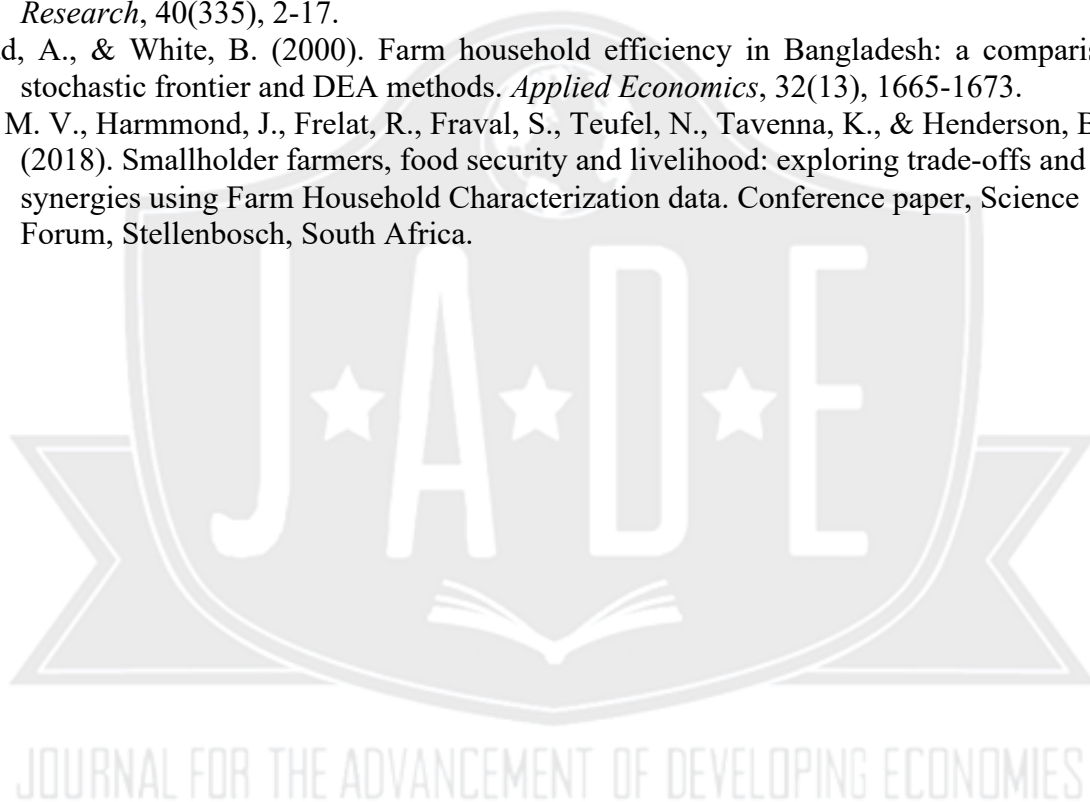 Research, 40(335), 2-17.
d, A., & White, B. (2000). Farm household efficiency in Bangladesh: a comparis
stochastic frontier and DEA methods. Applied Economics, 32(13), 1665-1673.
M. V., Harmmond, J., Frelat, R., Fraval, S., Teufel, N., Tavenna, K., & Henderson, B
(2018). Smallholder farmers, food security and livelihood: exploring trade-offs and
synergies using Farm Household Characterization data. Conference paper, Science
Forum, Stellenbosch, South Africa.
J★A★D★E
JOURNAL FOR THE ADVANCEMENT OF DEVELOPING ECONOMIES